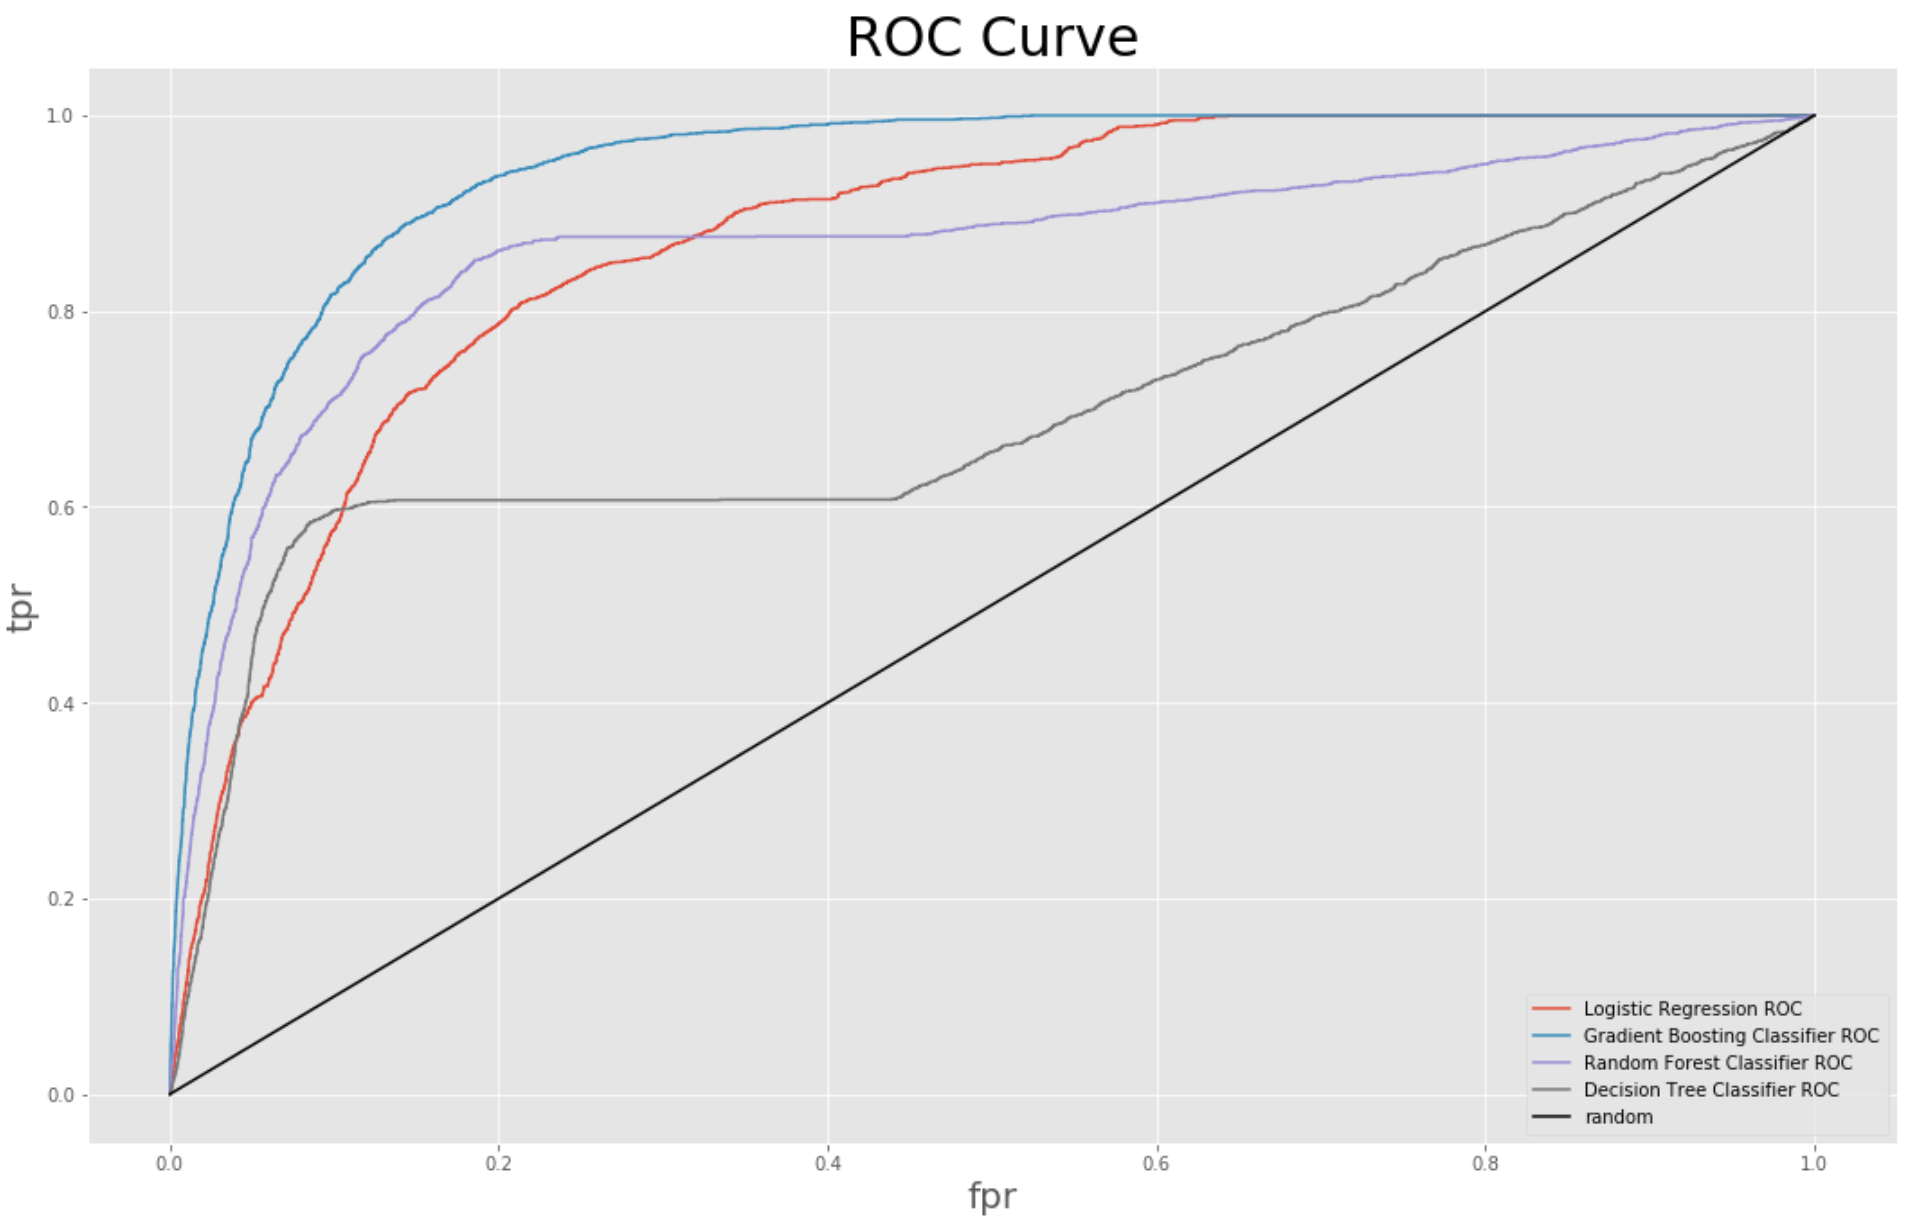 ROC Curve
1.0
0.8
0.6
0.4
0.2
0.0
tpr
0.0 0.2 0.4 0.6 0.8 1.0
fpr
Logistic Regression ROC
Gradient Boosting Classifier ROC
Random Forest Classifier ROC
Decision Tree Classifier ROC
random